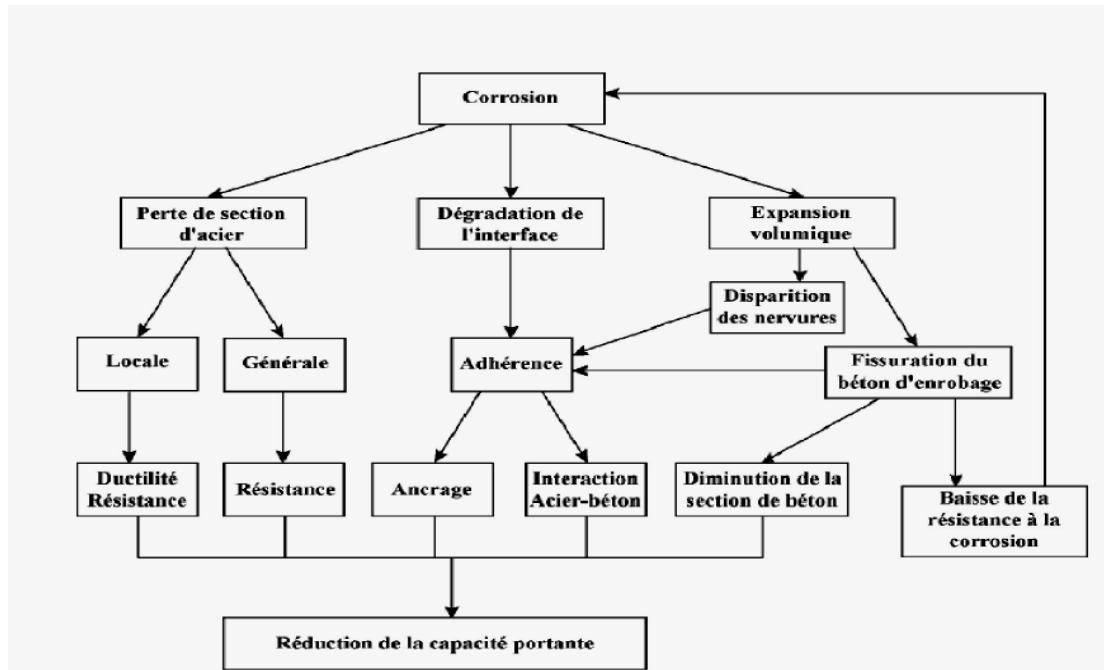 Corrosion
Perte de section
d'acier
Dégradation de
l'interface
Expansion
volumique
Disparition
des nervures
Locale
Générale
Adhérence
Fissuration du
béton d'enrobage
Ductilité
Résistance
Résistance
Ancrage
Interaction
Acier-béton
Diminution de la
section de béton
Baisse de la
résistance à la
corrosion
Réduction de la capacité portante